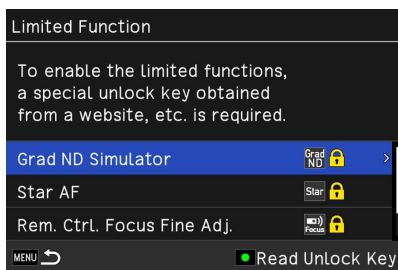 Limited Function
To enable the limited functions,
a special unlock key obtained
from a website, etc. is required.
Grad ND Simulator Grad ND
Star AF Star
Rem. Ctrl. Focus Fine Adj. Focus
MENU Read Unlock Key